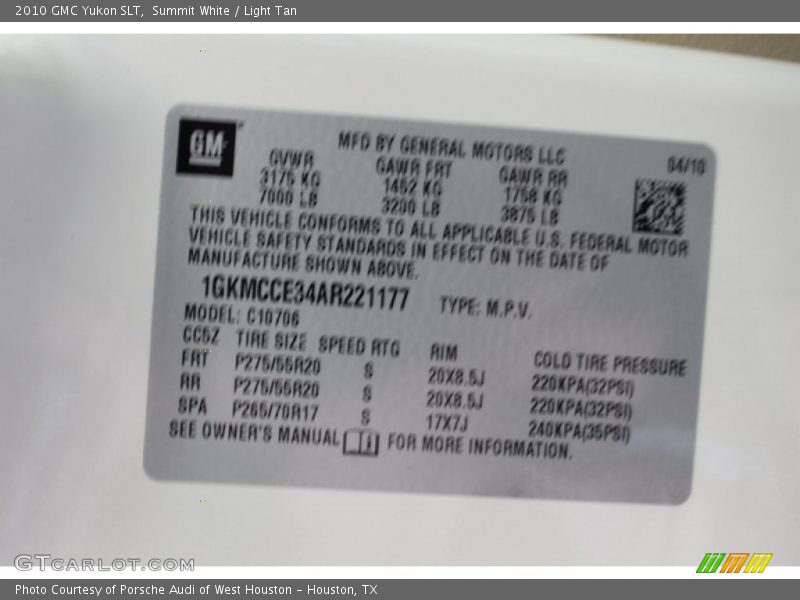 2010 GMC Yukon SLT,  Summit White / Light Tan
GM
MFD BY GENERAL MOTORS LLC
04/10
GVWR GAWR FRT GAWR RR
3175 KG 1452 KG 1758 KG
7000 LB 3200 LB 3875 LB
THIS VEHICLE CONFORMS TO ALL APPLICABLE U.S. FEDERAL MOTOR
VEHICLE SAFETY STANDARDS IN EFFECT ON THE DATE OF
MANUFACTURE SHOWN ABOVE.
1GKMCCE34AR221177 TYPE: M.P.V.
MODEL: C10706
CC5Z TIRE SIZE SPEED RTG RIM COLD TIRE PRESSURE
FRT P275/55R20 S 20X8.5J 220KPA(32PSI)
RR P275/55R20 S 20X8.5J 220KPA(32PSI)
SPA P265/70R17 S 17X7J 240KPA(35PSI)
SEE OWNER'S MANUAL FOR MORE INFORMATION.
GTCARLOT.COM
Photo Courtesy of Porsche Audi of West Houston – Houston, TX